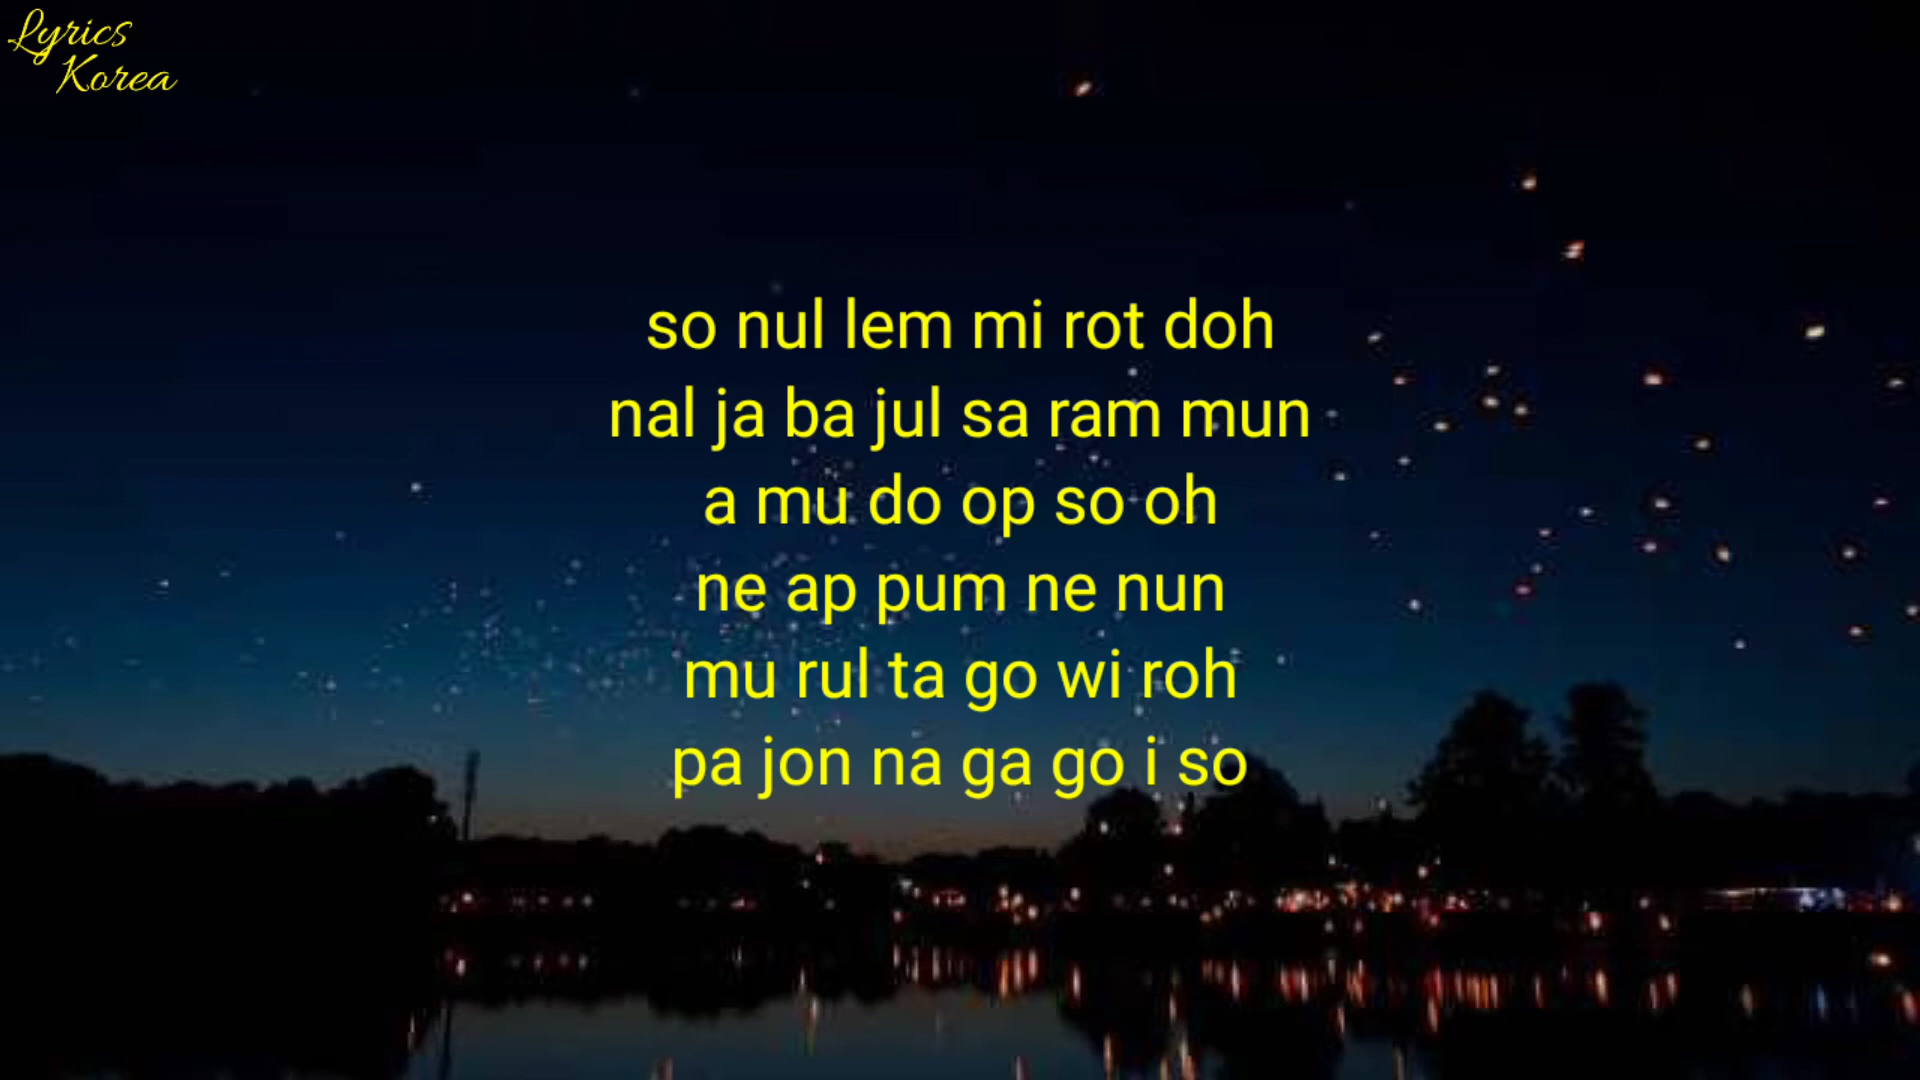 Lyrics
Korea
so nul lem mi rot doh
nal ja ba jul sa ram mun
a mu do op so oh
ne ap pum ne nun
mu rul ta go wi roh
pa jon na ga go i so